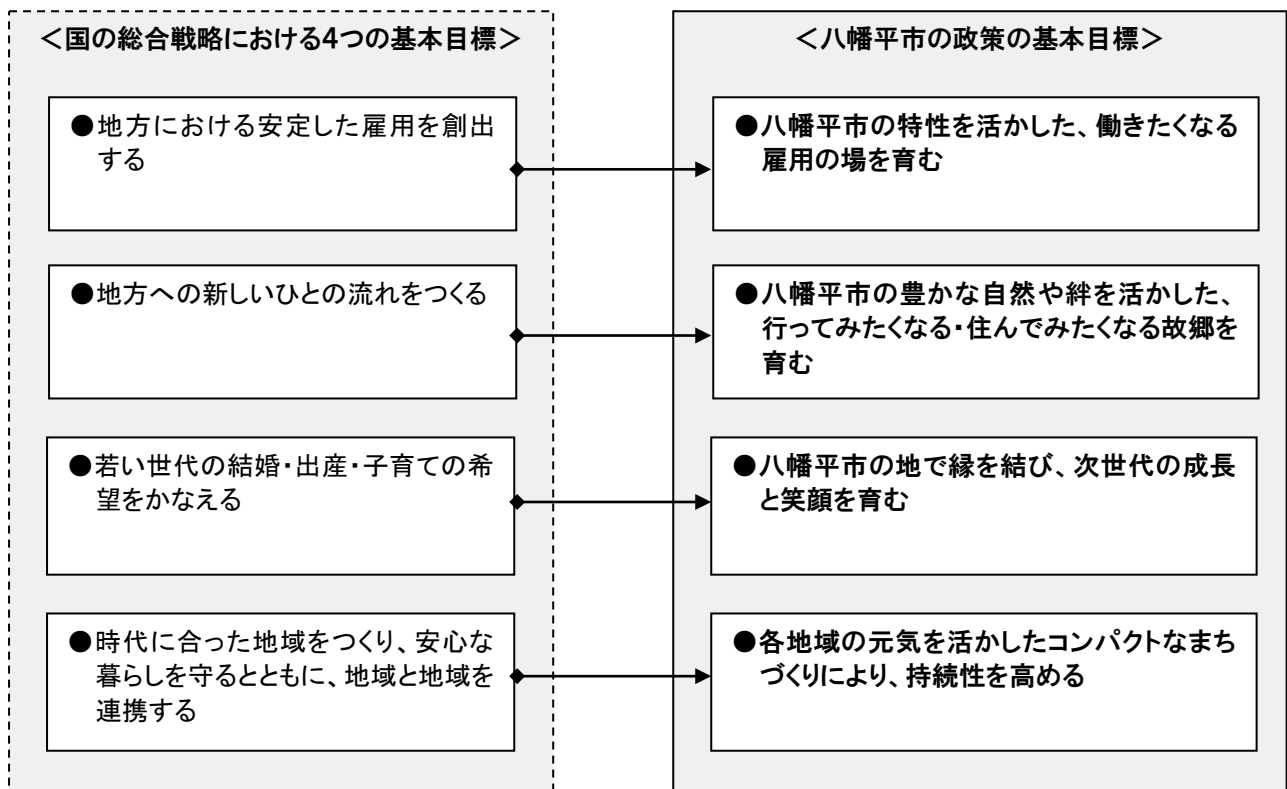 ＜国の総合戦略における4つの基本目標＞
●地方における安定した雇用を創出
する
●地方への新しいひとの流れをつくる
●若い世代の結婚・出産・子育ての希
望をかなえる
●時代に合った地域をつくり、安心な
暮らしを守るとともに、地域と地域を
連携する
＜八幡平市の政策の基本目標＞
●八幡平市の特性を活かした、働きたくなる
雇用の場を育む
●八幡平市の豊かな自然や絆を活かした、
行ってみたくなる・住んでみたくなる故郷を
育む
●八幡平市の地で縁を結び、次世代の成長
と笑顔を育む
●各地域の元気を活かしたコンパクトなまち
づくりにより、持続性を高める